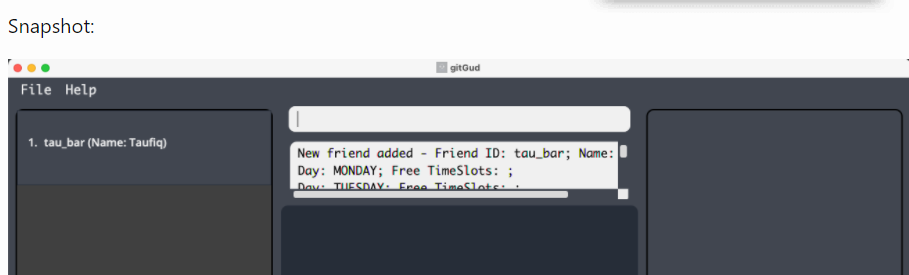 Snapshot:
gitGud
File Help
1. tau_bar (Name: Taufiq)
New friend added - Friend ID: tau_bar; Name:
Day: MONDAY; Free TimeSlots: ;
Day: TUESDAY; Free TimeSlots: ;